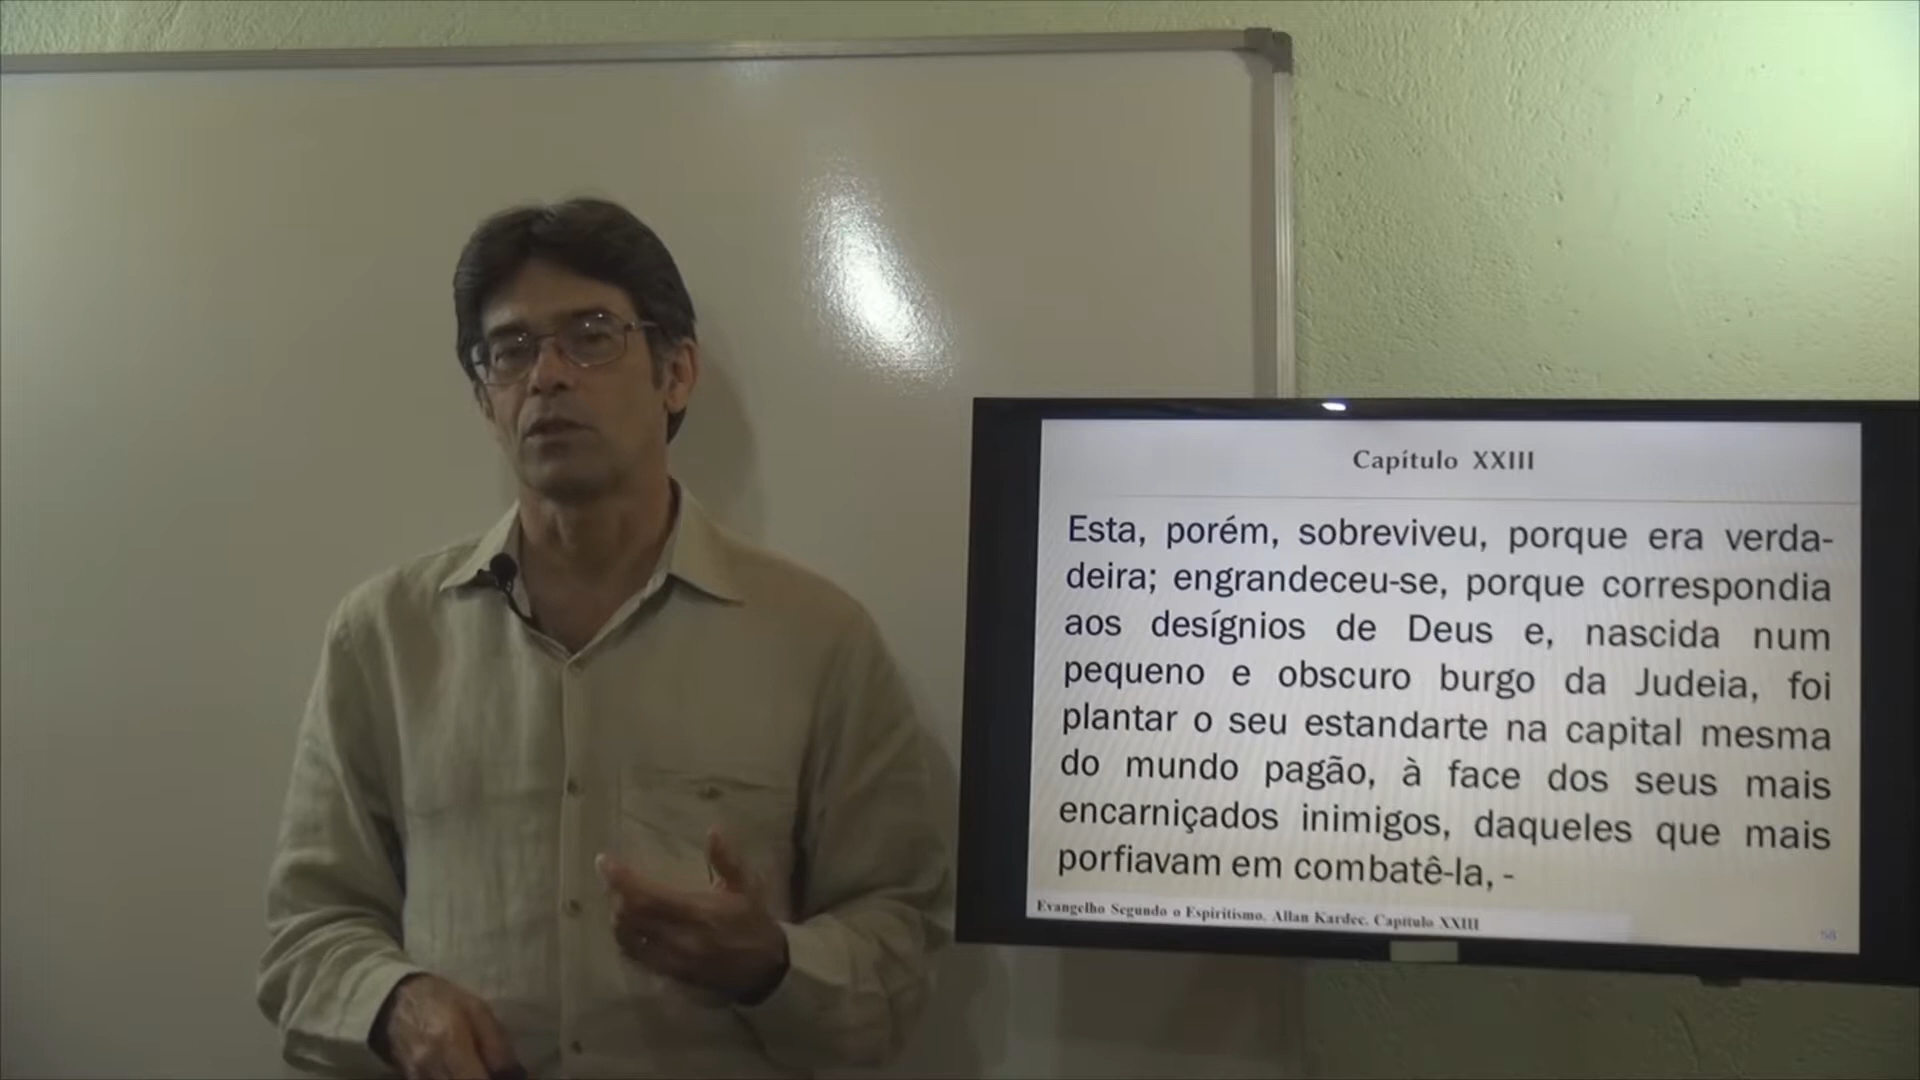 Capítulo XXIII
Esta, porém, sobreviveu, porque era verda-
deira; engrandeceu-se, porque correspondia
aos desígnios de Deus e, nascida num
pequeno e obscuro burgo da Judeia, foi
plantar o seu estandarte na capital mesma
do mundo pagão, à face dos seus mais
encarniçados inimigos, daqueles que mais
porfiavam em combatê-la, -
Evangelho Segundo o Espiritismo. Allan Kardec. Capítulo XXIII